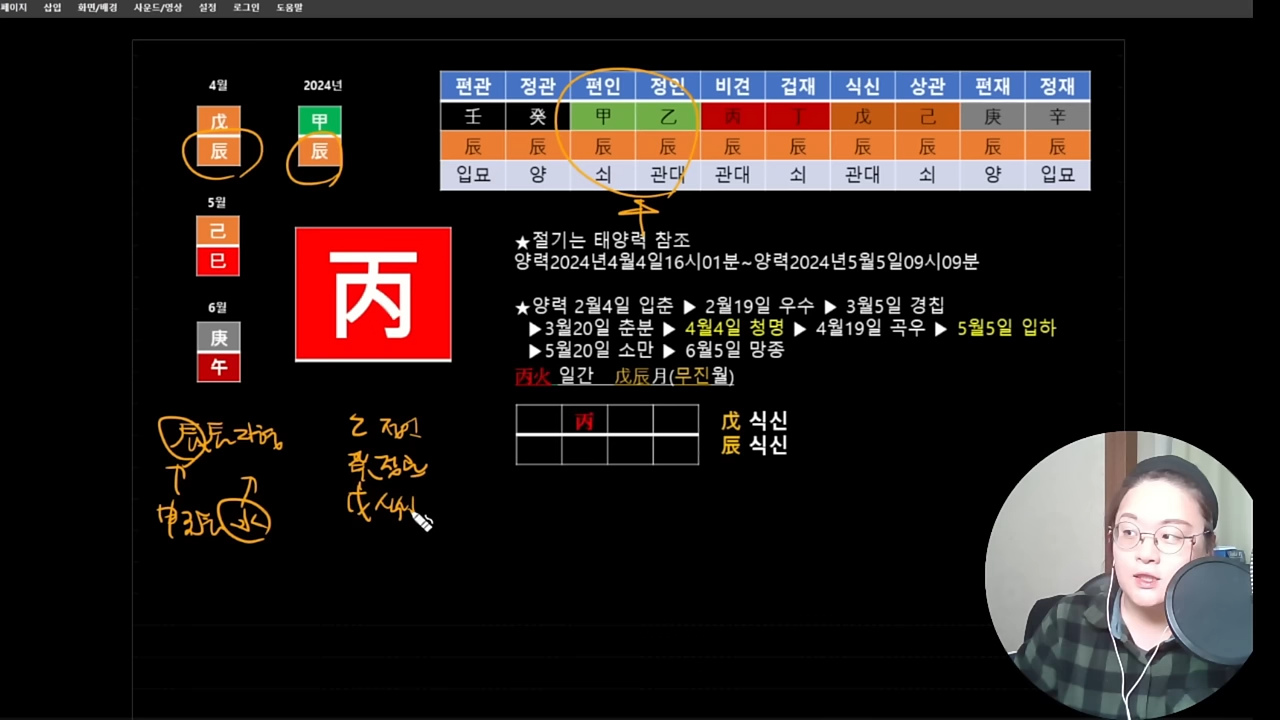 페이지 삽입 화면/배경 사운드/영상 설정 로그인 도움말
4월 2024년
戊 甲
辰 辰
5월
己
巳
6월
庚
午
丙
편관 정관 편인 정인 비견 겁재 식신 상관 편재 정재
壬 癸 甲 乙 丙 丁 戊 己 庚 辛
辰 辰 辰 辰 辰 辰 辰 辰 辰 辰
입묘 양 쇠 관대 관대 쇠 관대 쇠 양 입묘
★절기는 태양력 참조
양력2024년4월4일16시01분~양력2024년5월5일09시09분
★양력 2월4일 입춘 ▶ 2월19일 우수 ▶ 3월5일 경칩
▶3월20일 춘분 ▶ 4월4일 청명 ▶ 4월19일 곡우 ▶ 5월5일 입하
▶5월20일 소만 ▶ 6월5일 망종
丙火 일간 戊辰月(무진월)
丙
戊 식신
辰 식신
辰
水
乙 정인
癸 정관
戊 식신